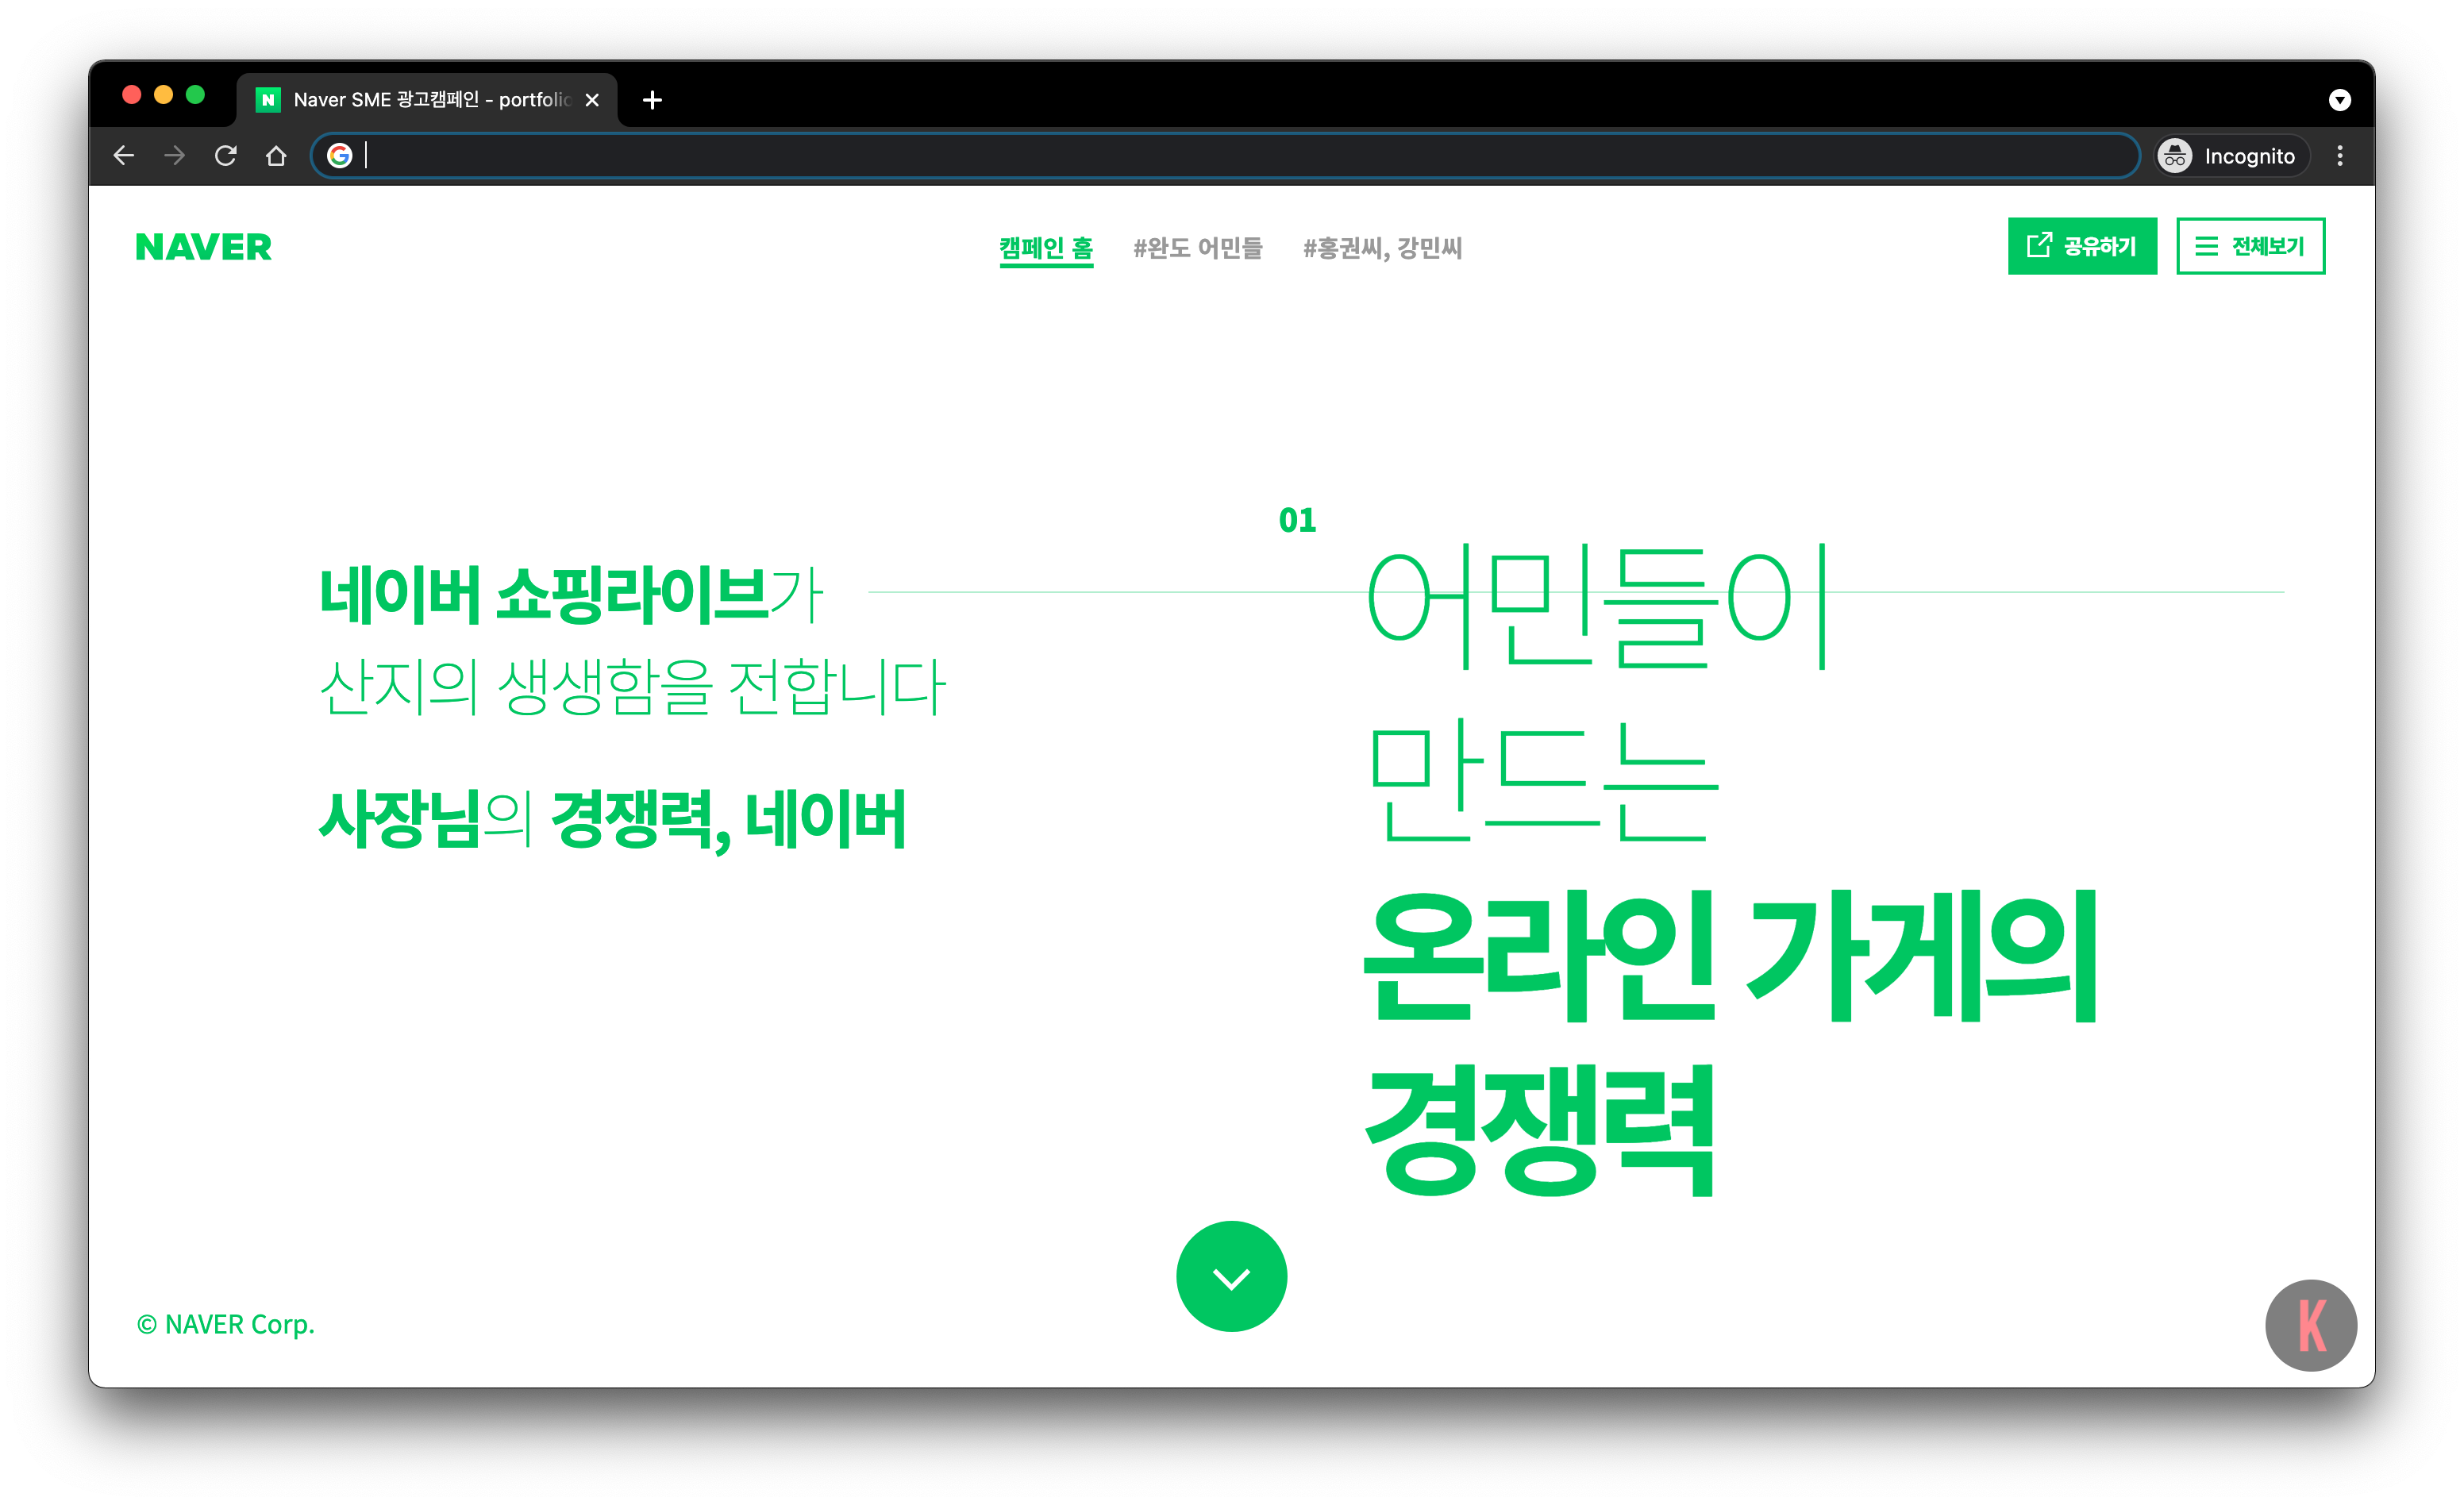 Naver SME 광고캠페인 - portfolio
Incognito
NAVER
캠페인 홈
#완도 어민들
#홍권씨, 강민씨
공유하기
전체보기
네이버 쇼핑라이브가
산지의 생생함을 전합니다
사장님의 경쟁력, 네이버
01
어민들이
만드는
온라인 가게의
경쟁력
© NAVER Corp.
K